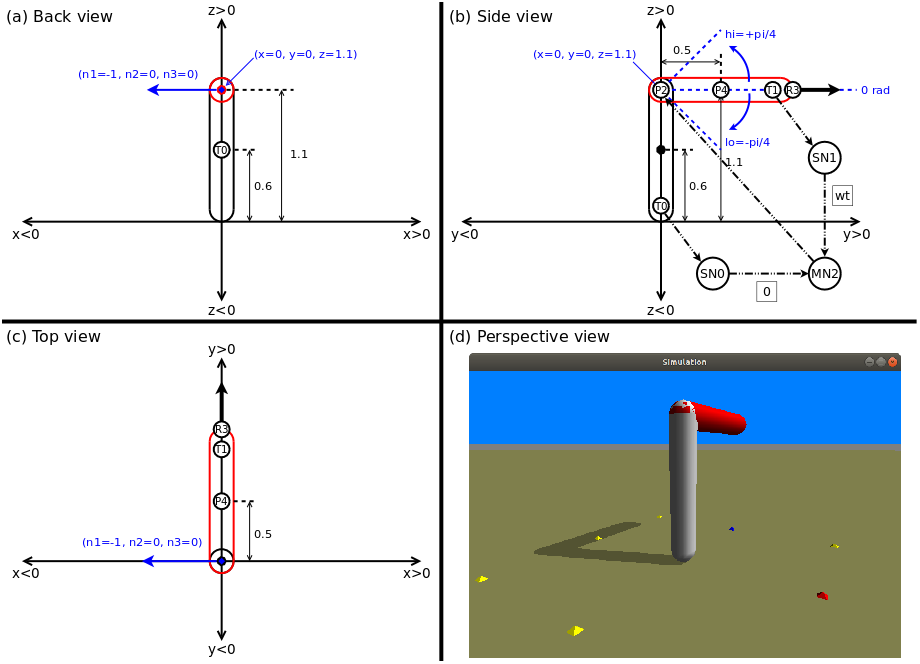 (a) Back view
z>0
(x=0, y=0, z=1.1)
(n1=-1, n2=0, n3=0)
T0
1.1
0.6
x<0
x>0
z<0
(b) Side view
z>0
hi=+pi/4
0.5
(x=0, y=0, z=1.1)
P2
P4
T1
R3
0 rad
lo=-pi/4
1.1
SN1
0.6
wt
T0
y<0
y>0
SN0
MN2
0
z<0
(c) Top view
y>0
R3
T1
P4
0.5
(n1=-1, n2=0, n3=0)
x<0
x>0
y<0
(d) Perspective view
Simulation